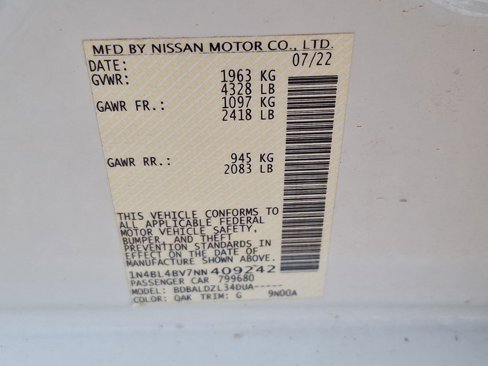 MFD BY NISSAN MOTOR CO., LTD.
DATE: 07/22
GVWR: 1963 KG
4328 LB
GAWR FR.: 1097 KG
2418 LB
GAWR RR.: 945 KG
2083 LB
THIS VEHICLE CONFORMS TO
ALL APPLICABLE FEDERAL
MOTOR VEHICLE SAFETY,
BUMPER, AND THEFT
PREVENTION STANDARDS IN
EFFECT ON THE DATE OF
MANUFACTURE SHOWN ABOVE.
1N4BL4BV7NN409242
PASSENGER CAR 799680
MODEL: BDBALDZL34DUA-----
COLOR: QAK TRIM: G 9N00A